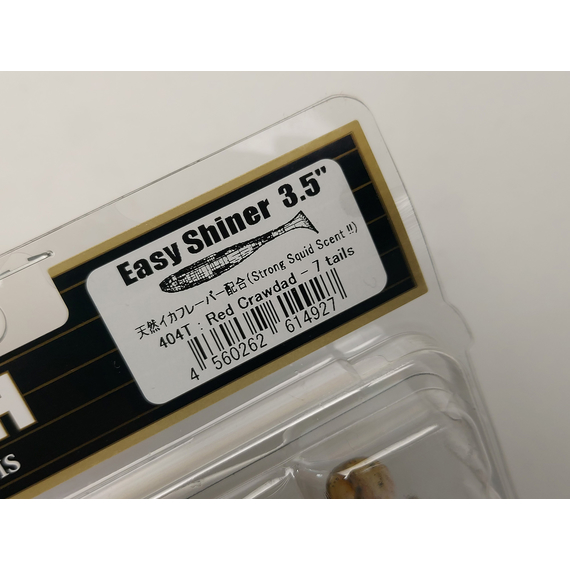 Easy Shiner 3.5"
天然イカフレーバー配合(Strong Squid Scent !!)
404T : Red Crawdad - 7 tails
4 560262 614927
H
IS